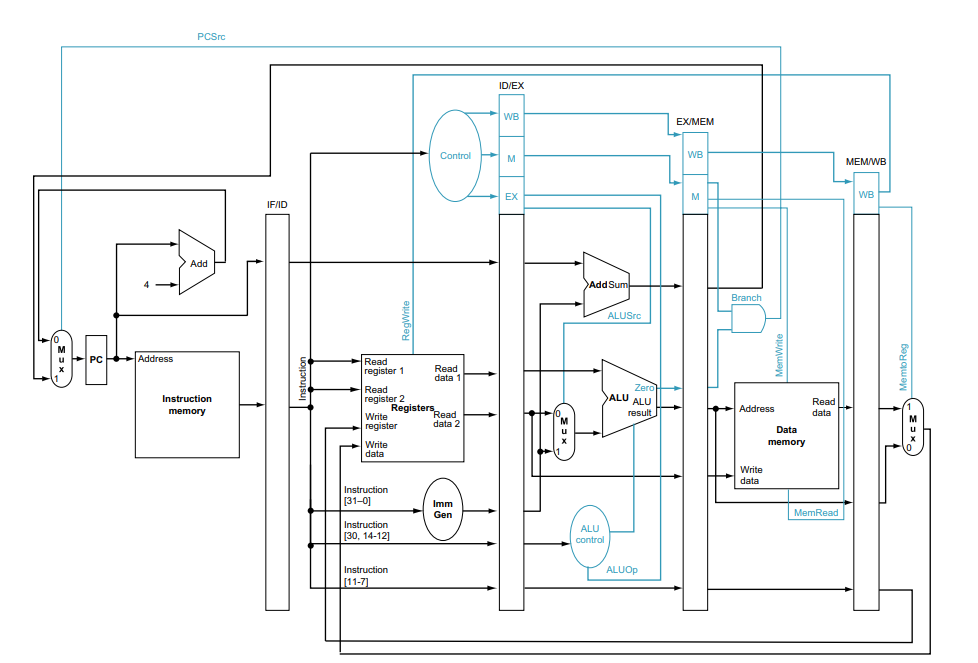 PCSrc
ID/EX
WB
EX/MEM
Control
M
WB
MEM/WB
EX
M
WB
IF/ID
Add
4
Add Sum
Branch
ALUSrc
RegWrite
MemWrite
MemtoReg
0
M
u
x
1
PC
Address
Instruction
memory
Instruction
Read
register 1
Read
data 1
Read
register 2
Registers
Write
register
Read
data 2
Write
data
0
M
u
x
1
Zero
ALU
ALU
result
Address
Read
data
Data
memory
Write
data
1
M
u
x
0
MemRead
Instruction
[31–0]
Imm
Gen
Instruction
[30, 14-12]
ALU
control
ALUOp
Instruction
[11-7]